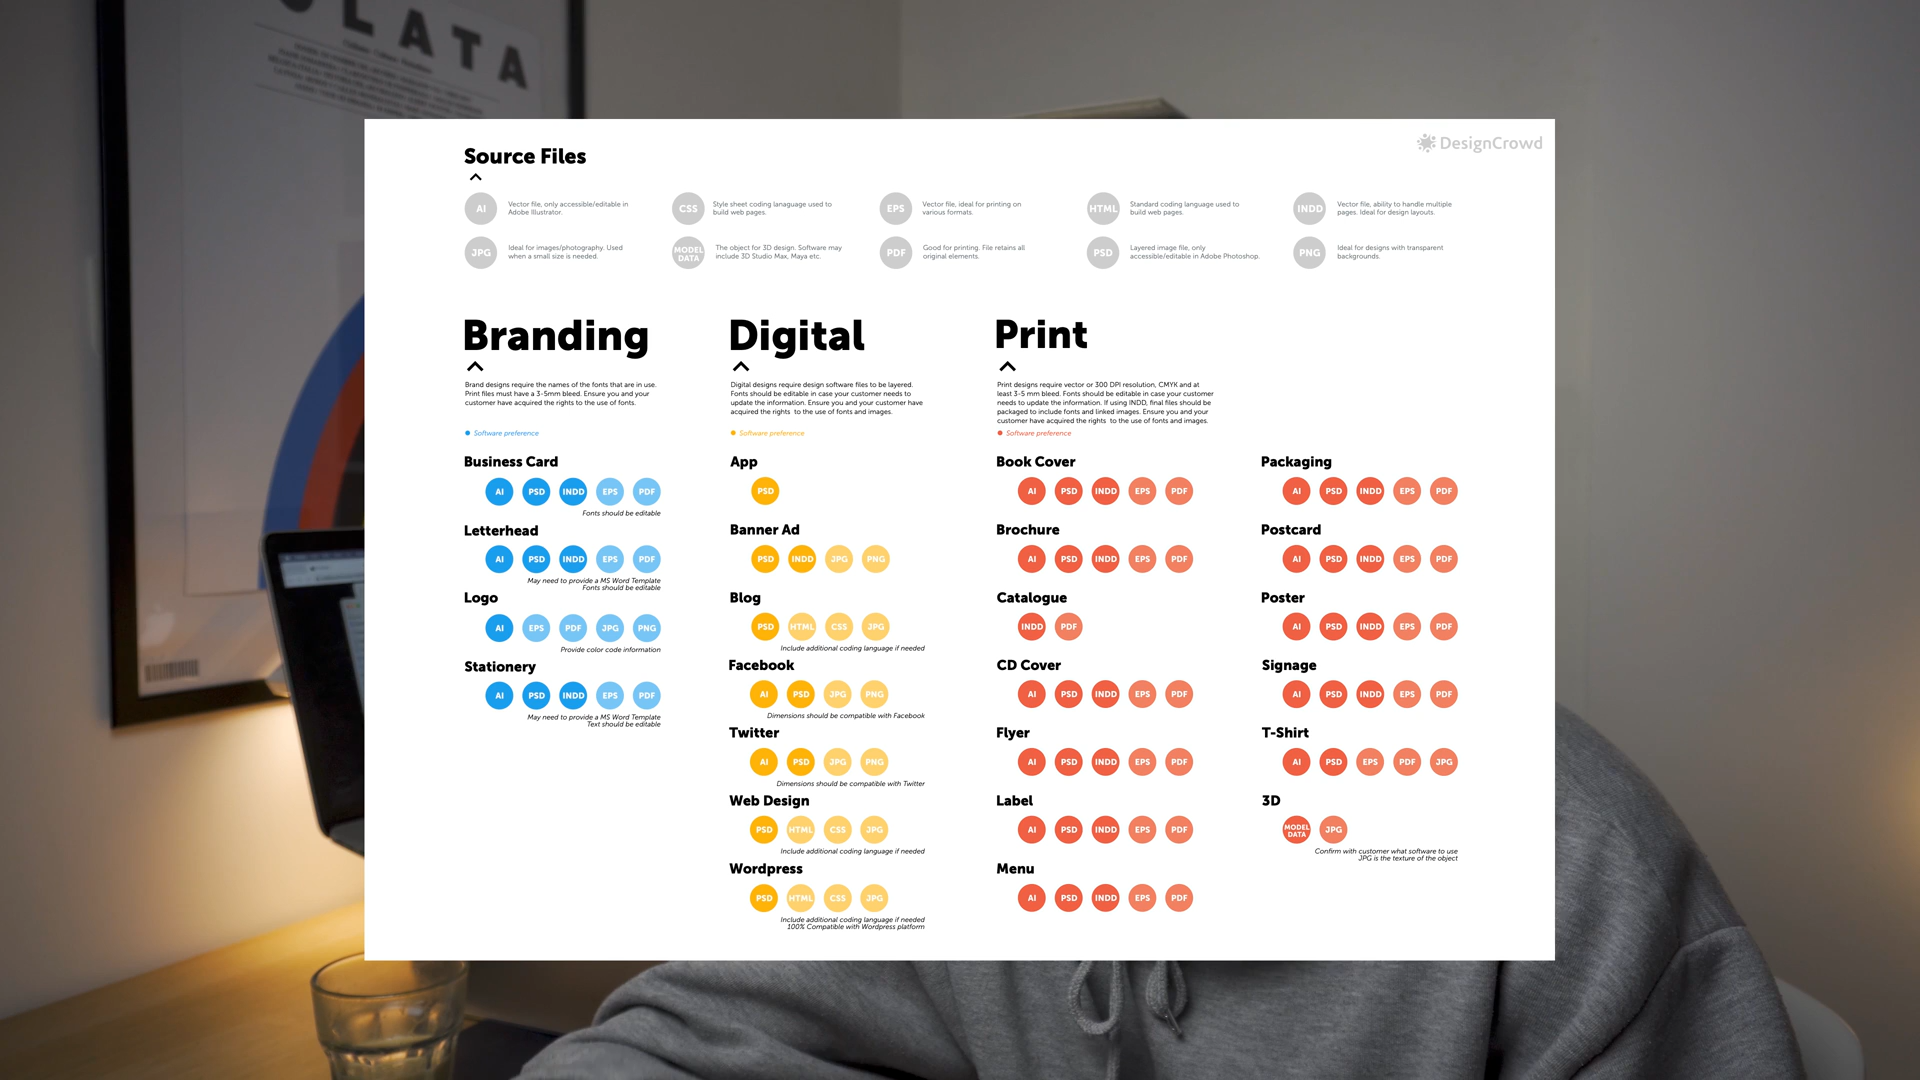 LATA
DesignCrowd
Source Files
AI
Vector file, only accessible/editable in
Adobe Illustrator.
CSS
Style sheet coding lanaguage used to
build web pages.
EPS
Vector file, ideal for printing on
various formats.
HTML
Standard coding language used to
build web pages.
INDD
Vector file, ability to handle multiple
pages. Ideal for design layouts.
JPG
Ideal for images/photography. Used
when a small size is needed.
MODEL
DATA
The object for 3D design. Software may
include 3D Studio Max, Maya etc.
PDF
Good for printing. File retains all
original elements.
PSD
Layered image file, only
accessible/editable in Adobe Photoshop.
PNG
Ideal for designs with transparent
backgrounds.
Branding
Brand designs require the names of the fonts that are in use.
Print files must have a 3-5mm bleed. Ensure you and your
customer have acquired the rights to the use of fonts.
Software preference
Business Card
AI PSD INDD EPS PDF
Fonts should be editable
Letterhead
AI PSD INDD EPS PDF
May need to provide a MS Word Template
Fonts should be editable
Logo
AI EPS PDF JPG PNG
Provide color code information
Stationery
AI PSD INDD EPS PDF
May need to provide a MS Word Template
Text should be editable
Digital
Digital designs require design software files to be layered.
Fonts should be editable in case your customer needs to
update the information. Ensure you and your customer have
acquired the rights to the use of fonts and images.
Software preference
App
PSD
Banner Ad
PSD INDD JPG PNG
Blog
PSD HTML CSS JPG
Include additional coding language if needed
Facebook
AI PSD JPG PNG
Dimensions should be compatible with Facebook
Twitter
AI PSD JPG PNG
Dimensions should be compatible with Twitter
Web Design
PSD HTML CSS JPG
Include additional coding language if needed
Wordpress
PSD HTML CSS JPG
Include additional coding language if needed
100% Compatible with Wordpress platform
Print
Print designs require vector or 300 DPI resolution, CMYK and at
least 3-5 mm bleed. Fonts should be editable in case your customer
needs to update the information. If using INDD, final files should be
packaged to include fonts and linked images. Ensure you and your
customer have acquired the rights to the use of fonts and images.
Software preference
Book Cover
AI PSD INDD EPS PDF
Brochure
AI PSD INDD EPS PDF
Catalogue
INDD PDF
CD Cover
AI PSD INDD EPS PDF
Flyer
AI PSD INDD EPS PDF
Label
AI PSD INDD EPS PDF
Menu
AI PSD INDD EPS PDF
Packaging
AI PSD INDD EPS PDF
Postcard
AI PSD INDD EPS PDF
Poster
AI PSD INDD EPS PDF
Signage
AI PSD INDD EPS PDF
T-Shirt
AI PSD EPS PDF JPG
3D
MODEL
DATA
JPG
Confirm with customer what software to use
JPG is the texture of the object